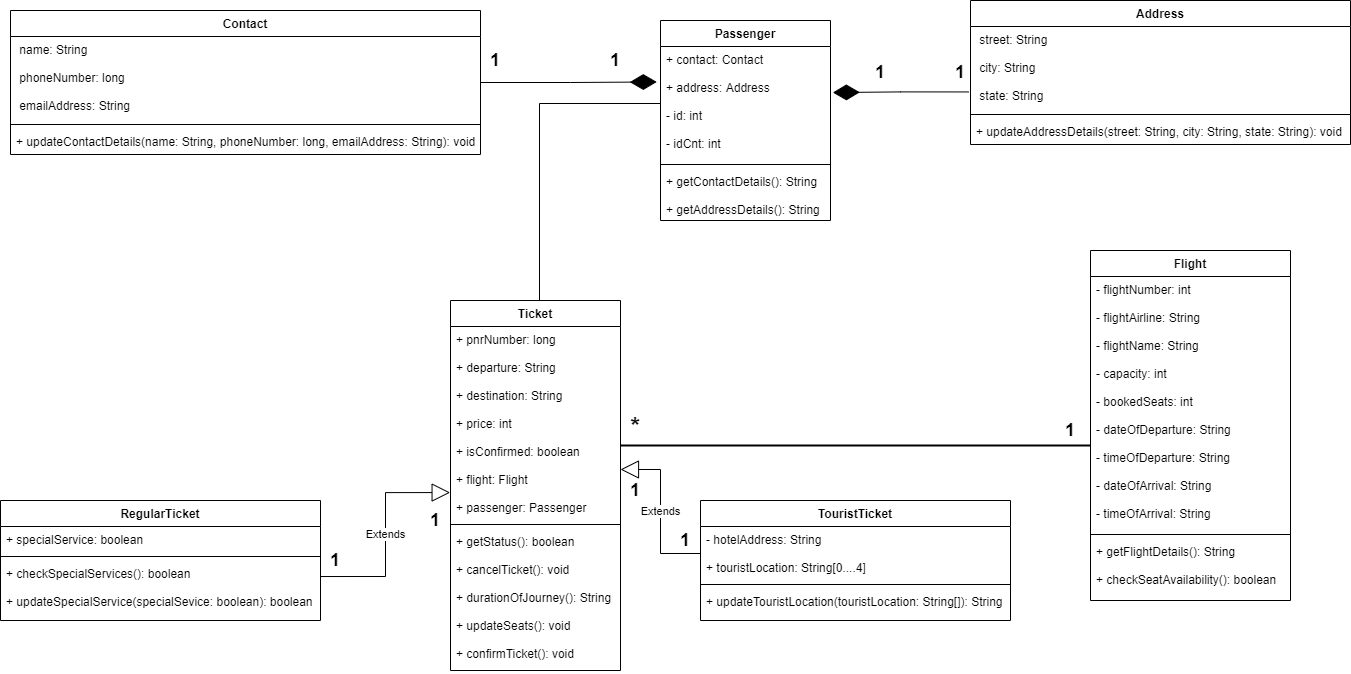 Contact
name: String
phoneNumber: long
emailAddress: String
+ updateContactDetails(name: String, phoneNumber: long, emailAddress: String): void
1
1
Passenger
+ contact: Contact
+ address: Address
- id: int
- idCnt: int
+ getContactDetails(): String
+ getAddressDetails(): String
1
1
Address
street: String
city: String
state: String
+ updateAddressDetails(street: String, city: String, state: String): void
Ticket
+ pnrNumber: long
+ departure: String
+ destination: String
+ price: int
+ isConfirmed: boolean
+ flight: Flight
+ passenger: Passenger
+ getStatus(): boolean
+ cancelTicket(): void
+ durationOfJourney(): String
+ updateSeats(): void
+ confirmTicket(): void
*
1
Flight
- flightNumber: int
- flightAirline: String
- flightName: String
- capacity: int
- bookedSeats: int
- dateOfDeparture: String
- timeOfDeparture: String
- dateOfArrival: String
- timeOfArrival: String
+ getFlightDetails(): String
+ checkSeatAvailability(): boolean
RegularTicket
+ specialService: boolean
+ checkSpecialServices(): boolean
+ updateSpecialService(specialSevice: boolean): boolean
1
Extends
1
1
Extends
1
TouristTicket
- hotelAddress: String
+ touristLocation: String[0....4]
+ updateTouristLocation(touristLocation: String[]): String